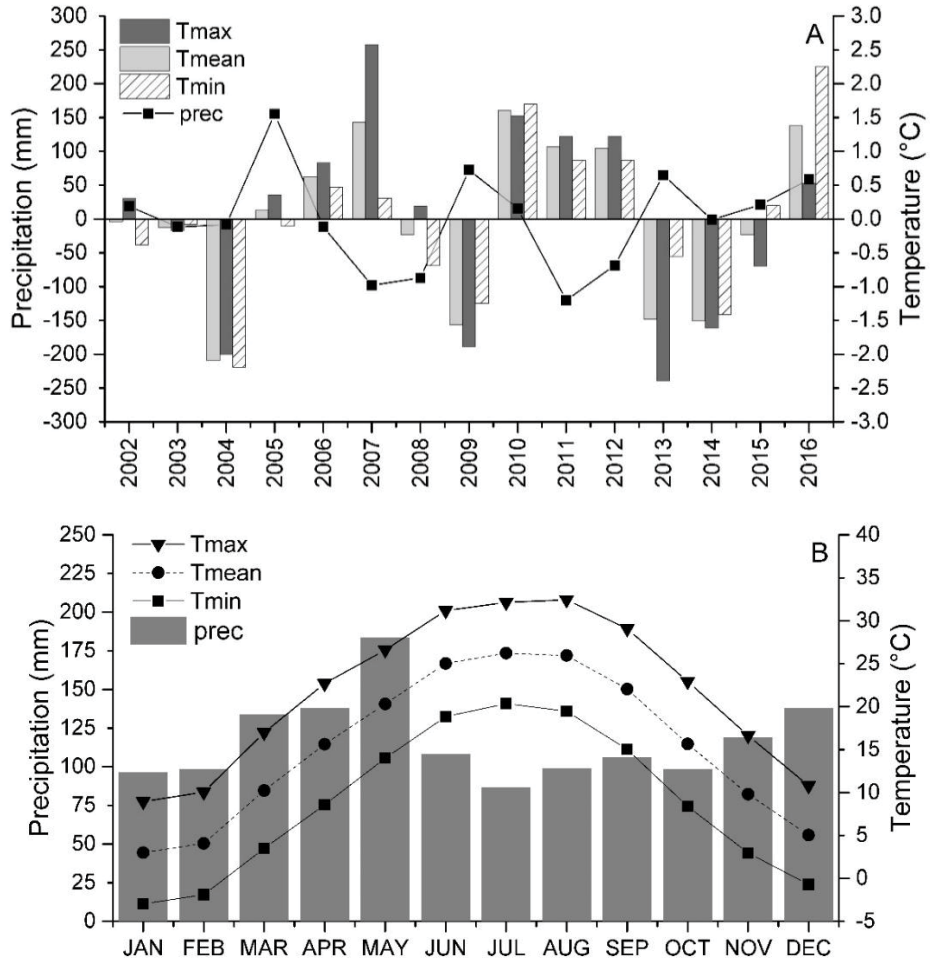 A
Tmax
Tmean
Tmin
prec
Precipitation (mm)
300
250
200
150
100
50
0
-50
-100
-150
-200
-250
-300
Temperature (°C)
3.0
2.5
2.0
1.5
1.0
0.5
0.0
-0.5
-1.0
-1.5
-2.0
-2.5
-3.0
2002 2003 2004 2005 2006 2007 2008 2009 2010 2011 2012 2013 2014 2015 2016
B
Tmax
Tmean
Tmin
prec
Precipitation (mm)
250
225
200
175
150
125
100
75
50
25
0
Temperature (°C)
40
35
30
25
20
15
10
5
0
-5
JAN FEB MAR APR MAY JUN JUL AUG SEP OCT NOV DEC